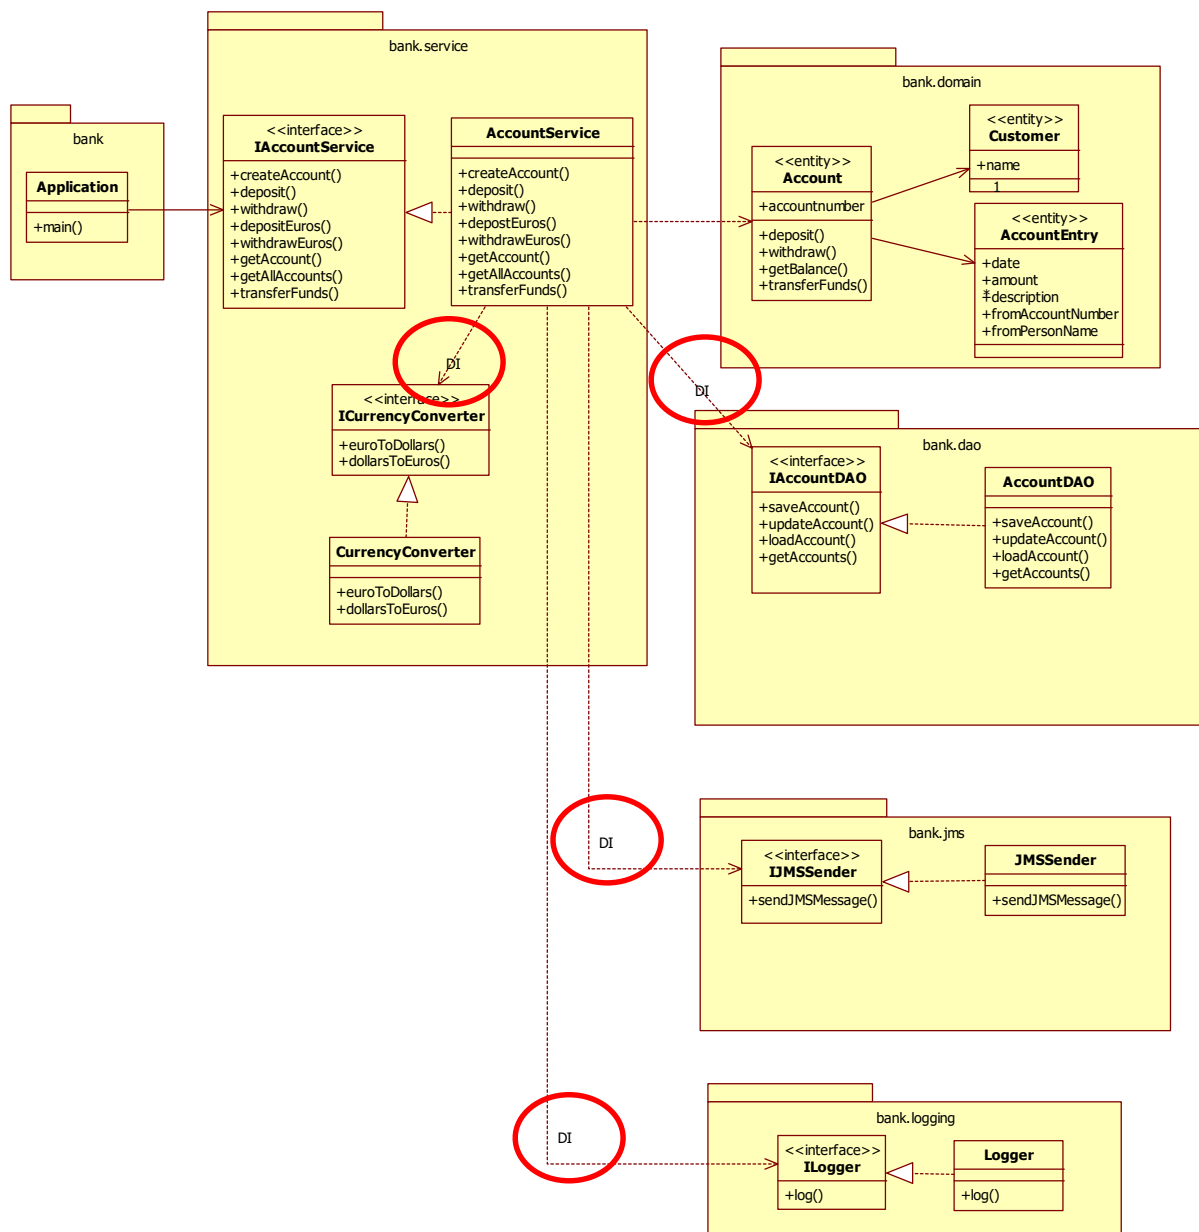 bank
Application
+main()
bank.service
<<interface>>
IAccountService
+createAccount()
+deposit()
+withdraw()
+depositEuros()
+withdrawEuros()
+getAccount()
+getAllAccounts()
+transferFunds()
AccountService
+createAccount()
+deposit()
+withdraw()
+depostEuros()
+withdrawEuros()
+getAccount()
+getAllAccounts()
+transferFunds()
DI
<<interface>>
ICurrencyConverter
+euroToDollars()
+dollarsToEuros()
CurrencyConverter
+euroToDollars()
+dollarsToEuros()
bank.domain
<<entity>>
Account
+accountnumber
+deposit()
+withdraw()
+getBalance()
+transferFunds()
<<entity>>
Customer
+name
1
<<entity>>
AccountEntry
+date
+amount
+description
*
+fromAccountNumber
+fromPersonName
DI
bank.dao
<<interface>>
IAccountDAO
+saveAccount()
+updateAccount()
+loadAccount()
+getAccounts()
AccountDAO
+saveAccount()
+updateAccount()
+loadAccount()
+getAccounts()
DI
bank.jms
<<interface>>
IJMSSender
+sendJMSMessage()
JMSSender
+sendJMSMessage()
DI
bank.logging
<<interface>>
ILogger
+log()
Logger
+log()